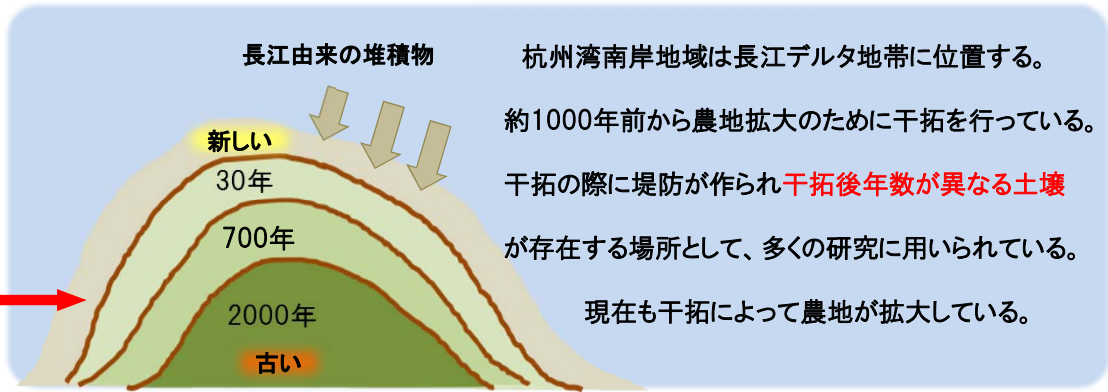 長江由来の堆積物
新しい
30年
700年
2000年
古い
杭州湾南岸地域は長江デルタ地帯に位置する。
約1000年前から農地拡大のために干拓を行っている。
干拓の際に堤防が作られ干拓後年数が異なる土壌
が存在する場所として、多くの研究に用いられている。
現在も干拓によって農地が拡大している。